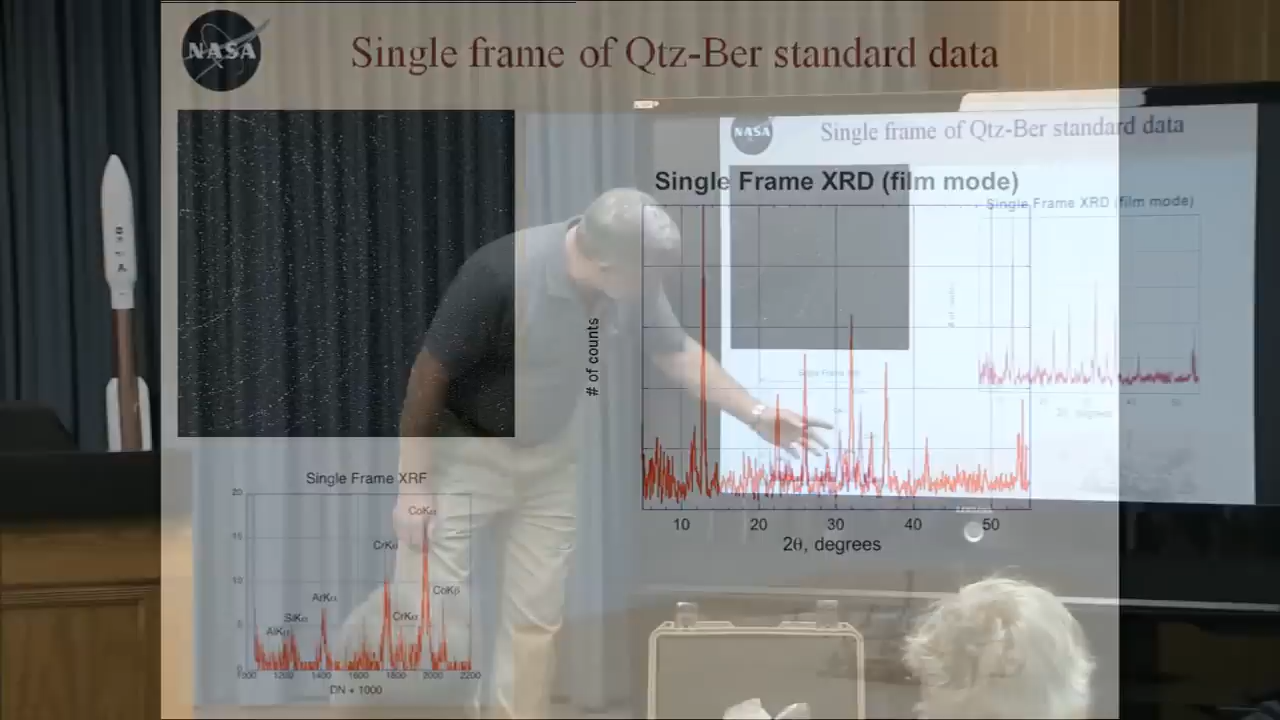 NASA
Single frame of Qtz-Ber standard data
NASA
Single frame of Qtz-Ber standard data
Single Frame XRD (film mode)
Single Frame XRD (film mode)
# of counts
10
20
30
40
50
2θ, degrees
Single Frame XRF
20
15
10
5
0
CoKα
CrKα
CoKβ
ArKα
CrKα
SiKα
AlKα
1000 1200 1400 1600 1800 2000 2200
DN + 1000